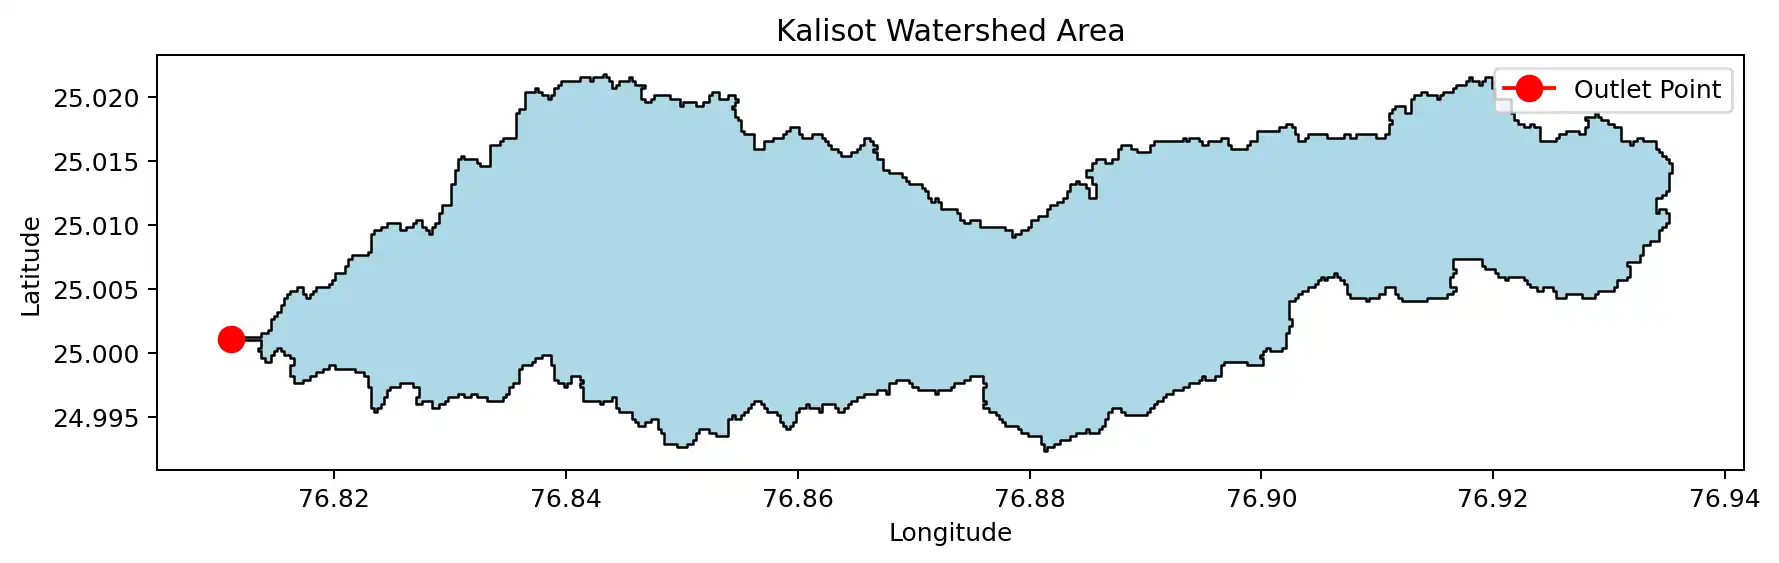 Kalisot Watershed Area
Outlet Point
25.020
25.015
25.010
25.005
25.000
24.995
Latitude
76.82 76.84 76.86 76.88 76.90 76.92 76.94
Longitude